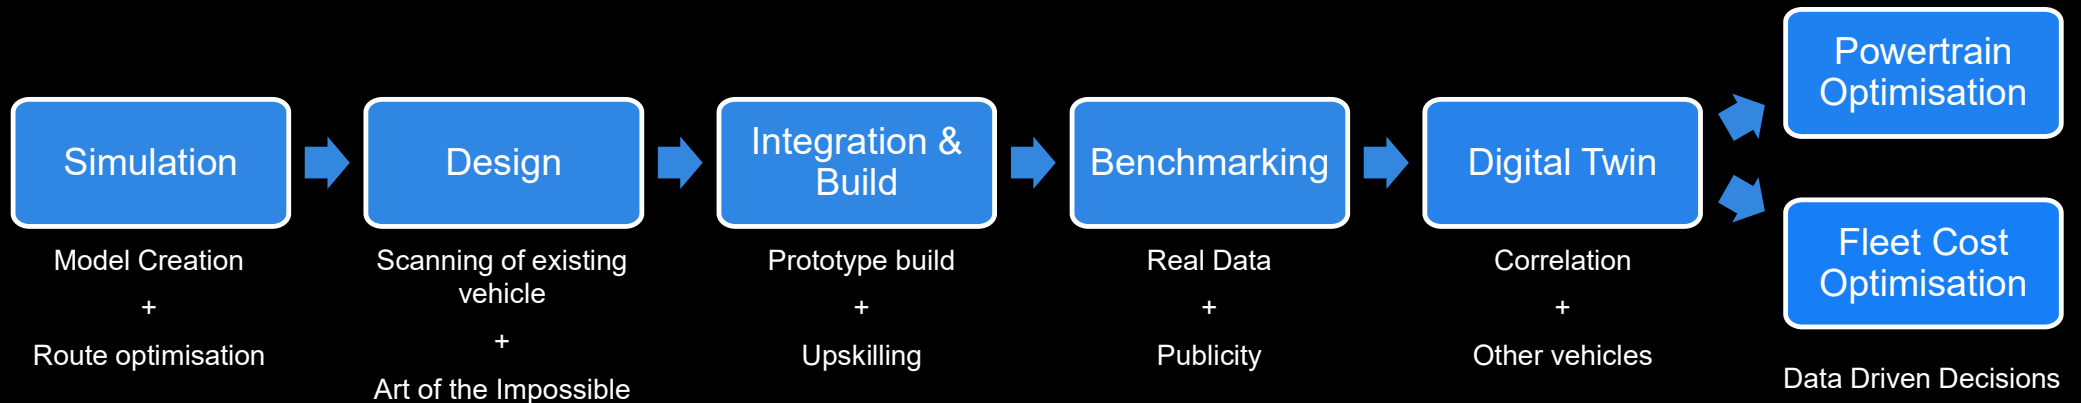 Simulation
Model Creation
+
Route optimisation
Design
Scanning of existing
vehicle
+
Art of the Impossible
Integration &
Build
Prototype build
+
Upskilling
Benchmarking
Real Data
+
Publicity
Digital Twin
Correlation
+
Other vehicles
Powertrain
Optimisation
Fleet Cost
Optimisation
Data Driven Decisions